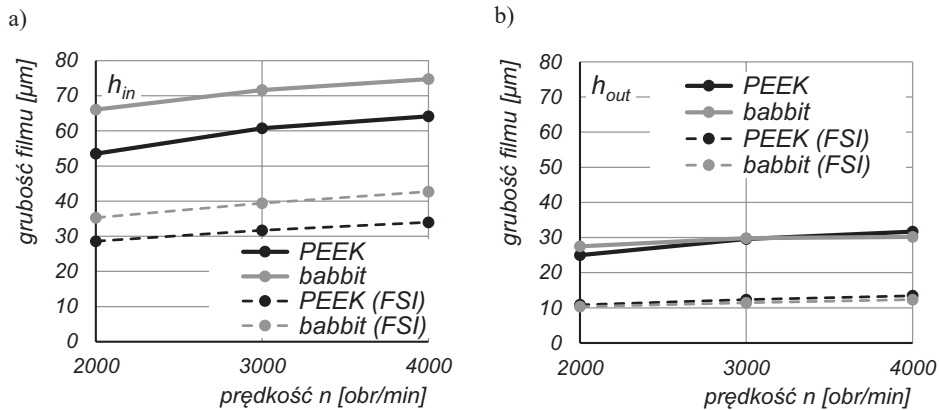 a)
80
70
60
50
40
30
20
10
0
grubość filmu [µm]
h_in
PEEK
babbit
PEEK (FSI)
babbit (FSI)
2000 3000 4000
prędkość n [obr/min]
b)
80
70
60
50
40
30
20
10
0
grubość filmu [µm]
h_out
PEEK
babbit
PEEK (FSI)
babbit (FSI)
2000 3000 4000
prędkość n [obr/min]